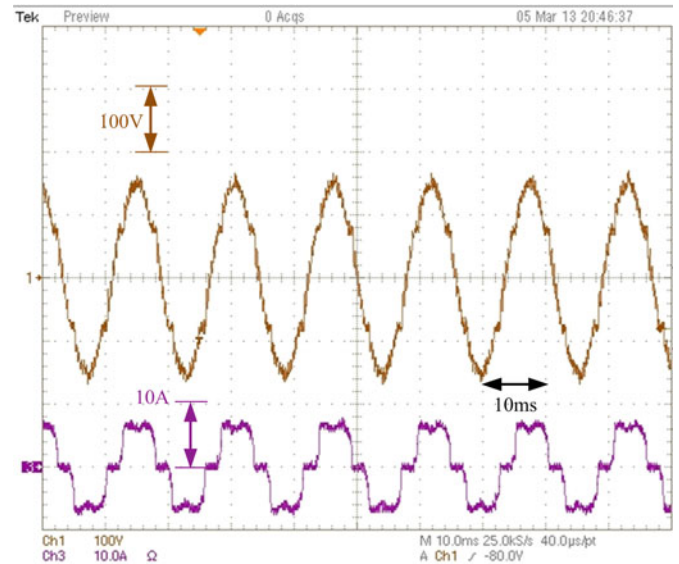 Tek Preview 0 Acqs 05 Mar 13 20:46:37
100V
1
T
10A
10ms
3
Ch1 100V M 10.0ms 25.0kS/s 40.0µs/pt
Ch3 10.0A Ω A Ch1 ∕ -80.0V